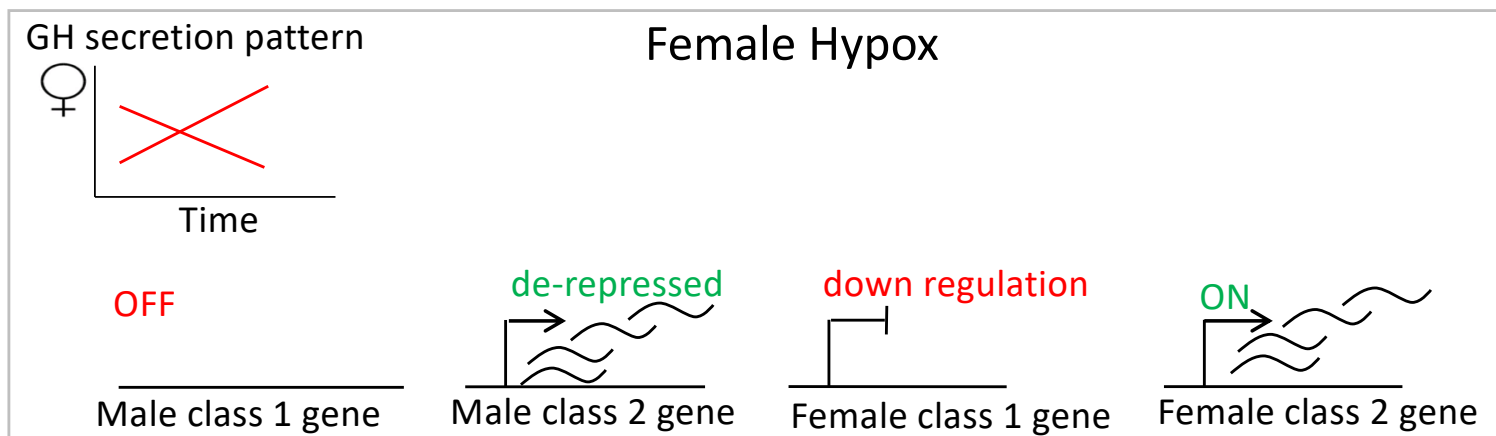 GH secretion pattern
Female Hypox
Time
OFF
de-repressed
down regulation
ON
Male class 1 gene
Male class 2 gene
Female class 1 gene
Female class 2 gene